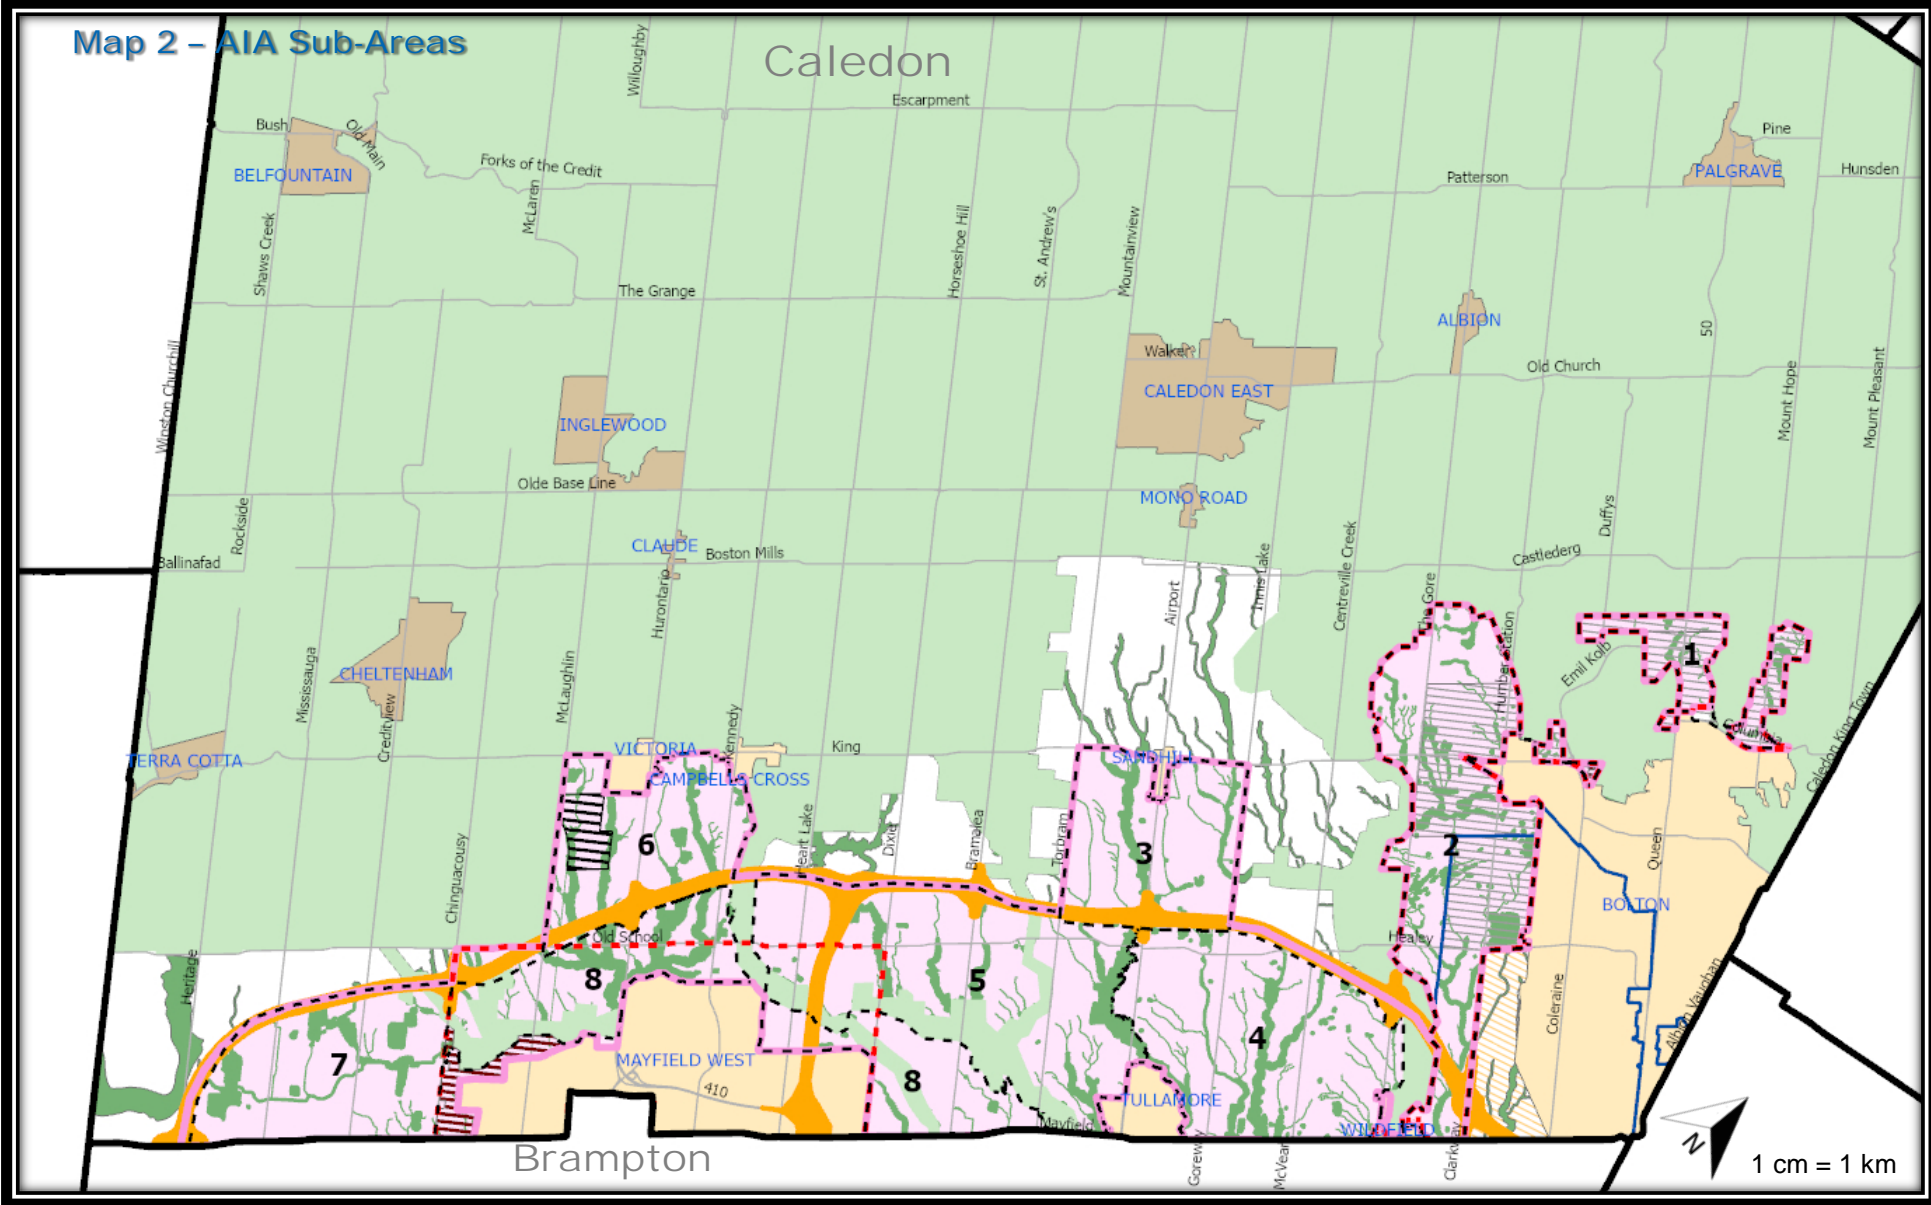 Map 2 – AIA Sub-Areas
Caledon
Willoughby
Escarpment
Bush
Old Main
Pine
BELFOUNTAIN
Forks of the Credit
Patterson
PALGRAVE
Hunsden
McLaren
Shaws Creek
Horseshoe Hill
St. Andrew's
Mountainview
The Grange
ALBION
50
Winston Churchill
Walker
Old Church
CALEDON EAST
Mount Hope
Mount Pleasant
INGLEWOOD
Olde Base Line
MONO ROAD
Rockside
Duffys
CLAUDE
Boston Mills
Ballinafad
Castlederg
Hurontario
Airport
Innis Lake
Centreville Creek
The Gore
Humber Station
Emil Kolb
1
CHELTENHAM
Mississauga
Creditview
McLaughlin
Kennedy
Columbia
Caledon King Town
TERRA COTTA
VICTORIA
King
SANDHILL
CAMPBELLS CROSS
6
Heart Lake
Dixie
Bramalea
Torbram
3
2
Queen
Chinguacousy
BOLTON
Old School
Healey
Heritage
8
5
Coleraine
Albion Vaughan
4
7
MAYFIELD WEST
410
8
TULLAMORE
Mayfield
WILDFIELD
Brampton
Goreway
McVean
Clarkway
N
1 cm = 1 km